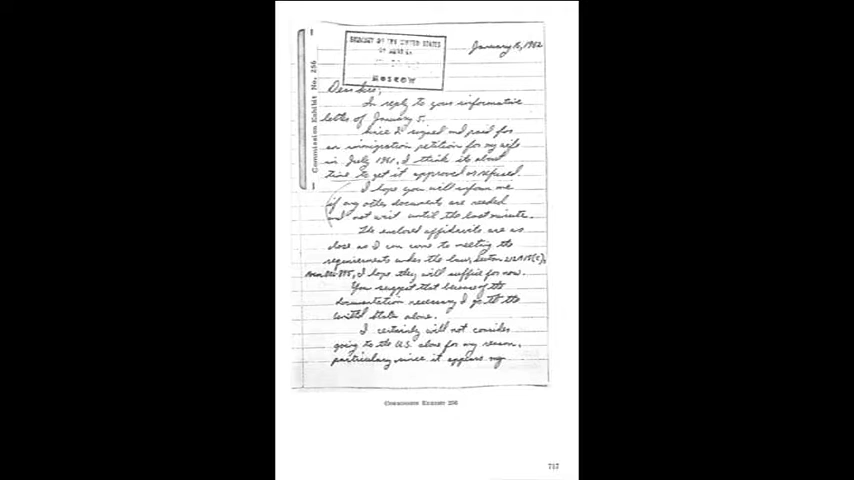 Commission Exhibit No. 256
EMBASSY OF THE UNITED STATES
OF AMERICA
MOSCOW
January 16, 1962
Dear Sirs;
In reply to your informative
letter of January 5.
Since I signed and paid for
an immigration petition for my wife
in July 1961, I think it's about
time to get it approved or refused.
I hope you will inform me
if any other documents are needed
and not wait until the last minute.
The enclosed affidavits are as
close as I can come to meeting the
requirements under the law, section
I hope they will suffice for now.
You suggest that because of the
documentation necessary I go to the
United States alone.
I certainly will not consider
going to the U.S. alone for any reason,
particularly since it appears my
Commission Exhibit 256
717